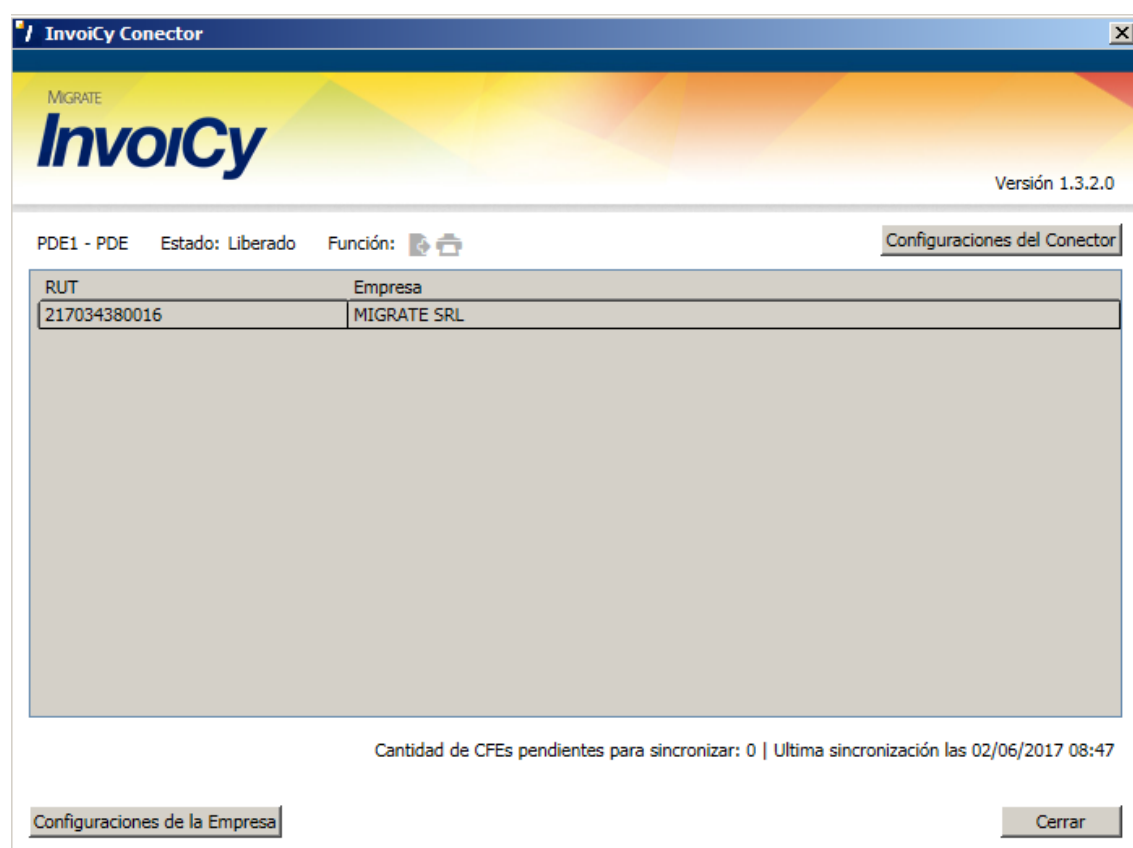 InvoiCy Conector
MIGRATE
InvoiCy
Versión 1.3.2.0
PDE1 - PDE Estado: Liberado Función: Configuraciones del Conector
RUT Empresa
217034380016 MIGRATE SRL
Cantidad de CFEs pendientes para sincronizar: 0 | Ultima sincronización las 02/06/2017 08:47
Configuraciones de la Empresa Cerrar